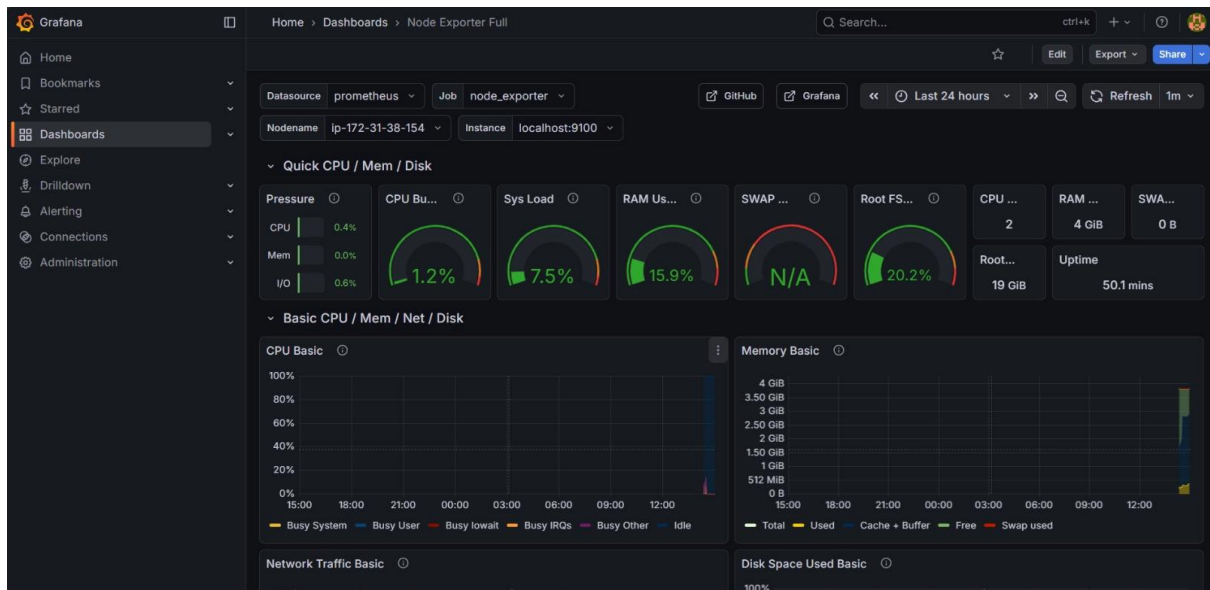 Grafana
Home › Dashboards › Node Exporter Full
Search...
ctrl+k
Home
Bookmarks
Starred
Dashboards
Explore
Drilldown
Alerting
Connections
Administration
Edit
Export
Share
Datasource prometheus
Job node_exporter
GitHub
Grafana
Last 24 hours
Refresh 1m
Nodename ip-172-31-38-154
Instance localhost:9100
Quick CPU / Mem / Disk
Pressure
CPU 0.4%
Mem 0.0%
I/O 0.6%
CPU Bu...
1.2%
Sys Load
7.5%
RAM Us...
15.9%
SWAP ...
N/A
Root FS...
20.2%
CPU ...
2
RAM ...
4 GiB
SWA...
0 B
Root...
19 GiB
Uptime
50.1 mins
Basic CPU / Mem / Net / Disk
CPU Basic
100%
80%
60%
40%
20%
0%
15:00 18:00 21:00 00:00 03:00 06:00 09:00 12:00
Busy System Busy User Busy Iowait Busy IRQs Busy Other Idle
Memory Basic
4 GiB
3.50 GiB
3 GiB
2.50 GiB
2 GiB
1.50 GiB
1 GiB
512 MiB
0 B
15:00 18:00 21:00 00:00 03:00 06:00 09:00 12:00
Total Used Cache + Buffer Free Swap used
Network Traffic Basic
Disk Space Used Basic
100%